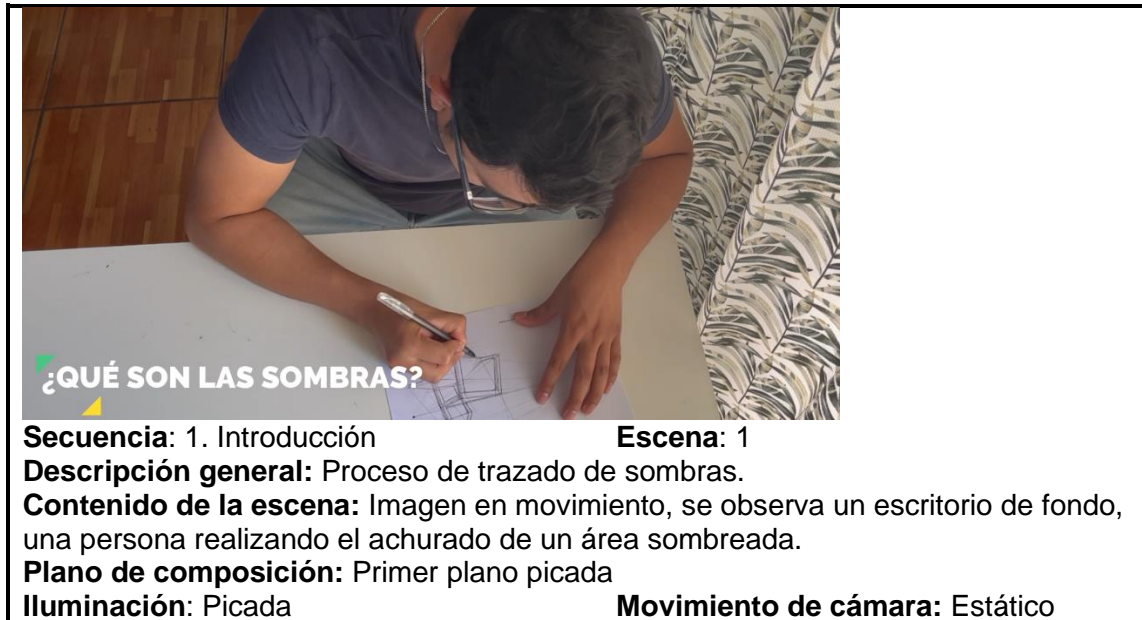 ¿QUÉ SON LAS SOMBRAS?
Secuencia: 1. Introducción Escena: 1
Descripción general: Proceso de trazado de sombras.
Contenido de la escena: Imagen en movimiento, se observa un escritorio de fondo,
una persona realizando el achurado de un área sombreada.
Plano de composición: Primer plano picada
Iluminación: Picada Movimiento de cámara: Estático